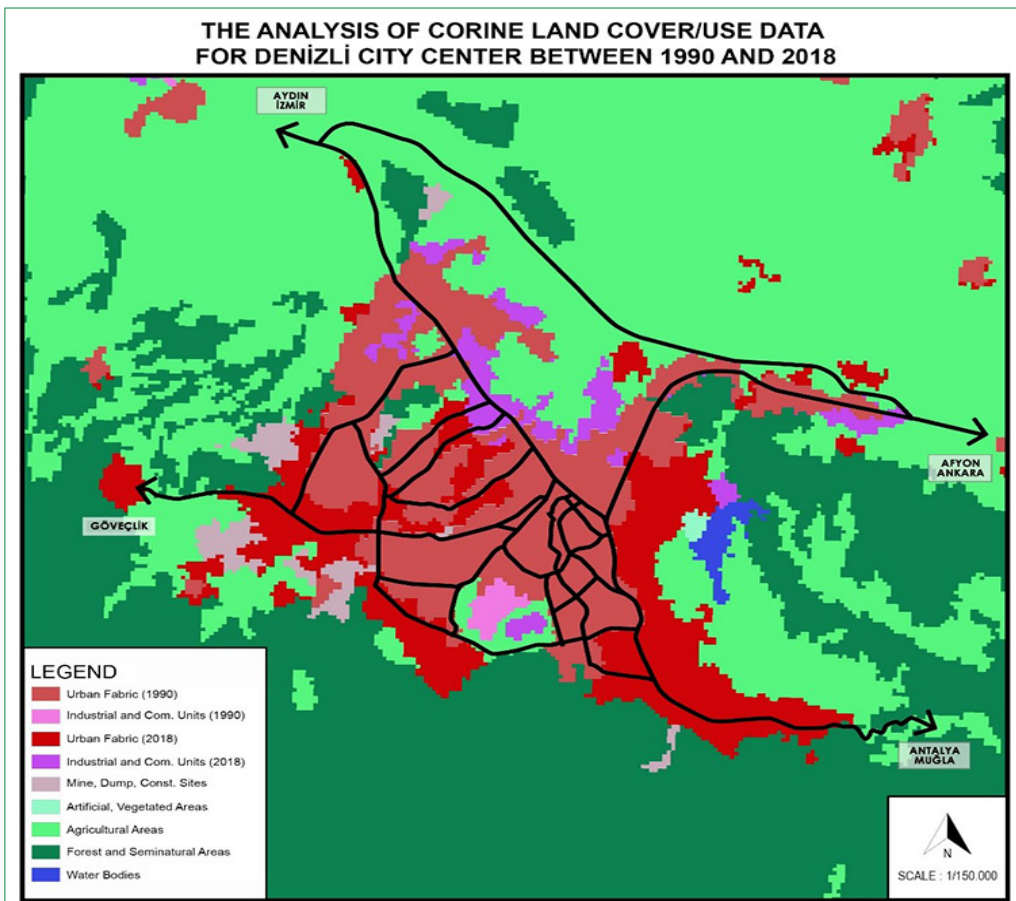 THE ANALYSIS OF CORINE LAND COVER/USE DATA
FOR DENİZLİ CITY CENTER BETWEEN 1990 AND 2018
AYDIN
İZMİR
AFYON
ANKARA
GÖVEÇLİK
ANTALYA
MUĞLA
LEGEND
Urban Fabric (1990)
Industrial and Com. Units (1990)
Urban Fabric (2018)
Industrial and Com. Units (2018)
Mine, Dump, Const. Sites
Artificial, Vegetated Areas
Agricultural Areas
Forest and Seminatural Areas
Water Bodies
N
SCALE : 1/150.000